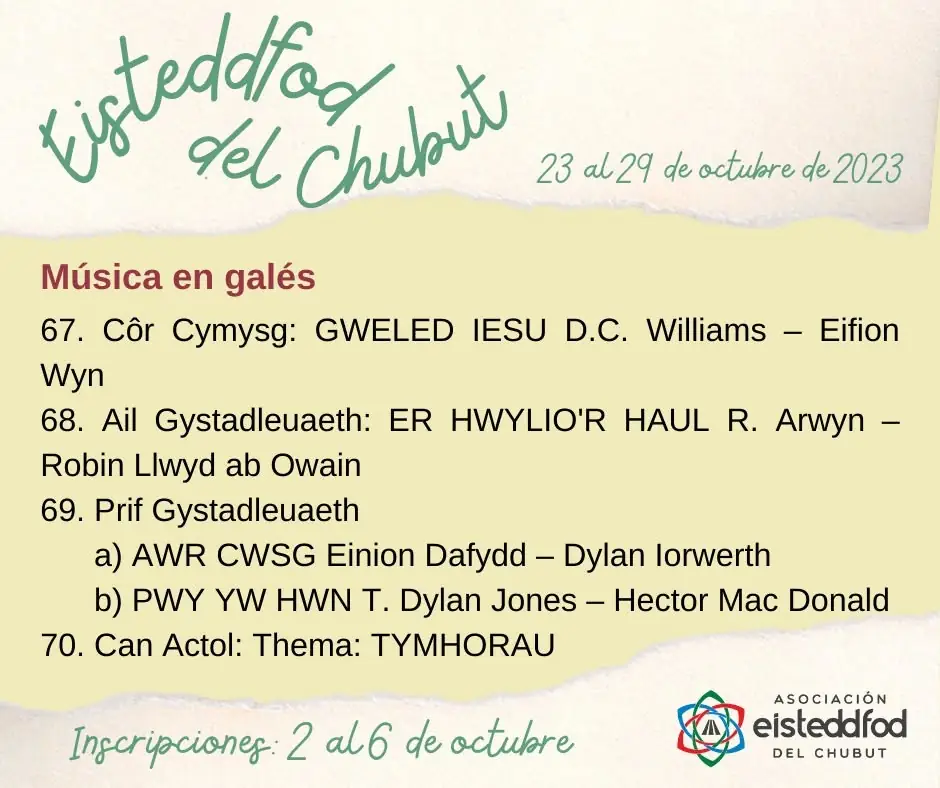 Eisteddfod
del Chubut
23 al 29 de octubre de 2023
Música en galés
67. Côr Cymysg: GWELED IESU D.C. Williams – Eifion
Wyn
68. Ail Gystadleuaeth: ER HWYLIO'R HAUL R. Arwyn –
Robin Llwyd ab Owain
69. Prif Gystadleuaeth
a) AWR CWSG Einion Dafydd – Dylan Iorwerth
b) PWY YW HWN T. Dylan Jones – Hector Mac Donald
70. Can Actol: Thema: TYMHORAU
Inscripciones: 2 al 6 de octubre
ASOCIACIÓN
eisteddfod
DEL CHUBUT